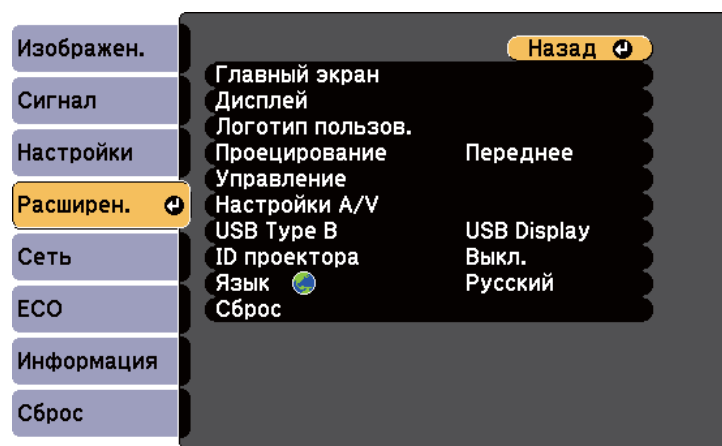 Изображен.
Сигнал
Настройки
Расширен.
Сеть
ECO
Информация
Сброс
Назад
Главный экран
Дисплей
Логотип пользов.
Проецирование Переднее
Управление
Настройки A/V
USB Type B USB Display
ID проектора Выкл.
Язык Русский
Сброс